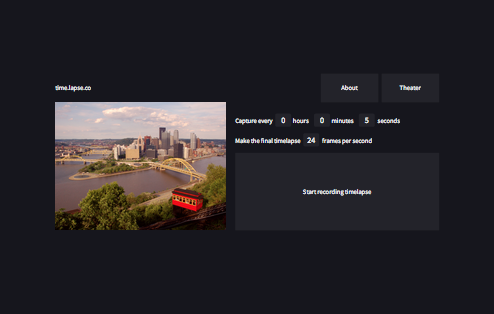 time.lapse.co
About
Theater
Capture every 0 hours 0 minutes 5 seconds
Make the final timelapse 24 frames per second
Start recording timelapse